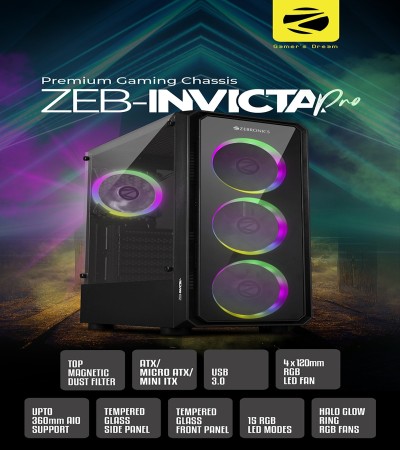 Gamer's Dream
Premium Gaming Chassis
ZEB-INVICTA Pro
ZEBRONICS
TOP
MAGNETIC
DUST FILTER
ATX/
MICRO ATX/
MINI ITX
USB
3.0
4 x 120mm
RGB
LED FAN
UPTO
360mm AIO
SUPPORT
TEMPERED
GLASS
SIDE PANEL
TEMPERED
GLASS
FRONT PANEL
15 RGB
LED MODES
HALO GLOW
RING
RGB FANS